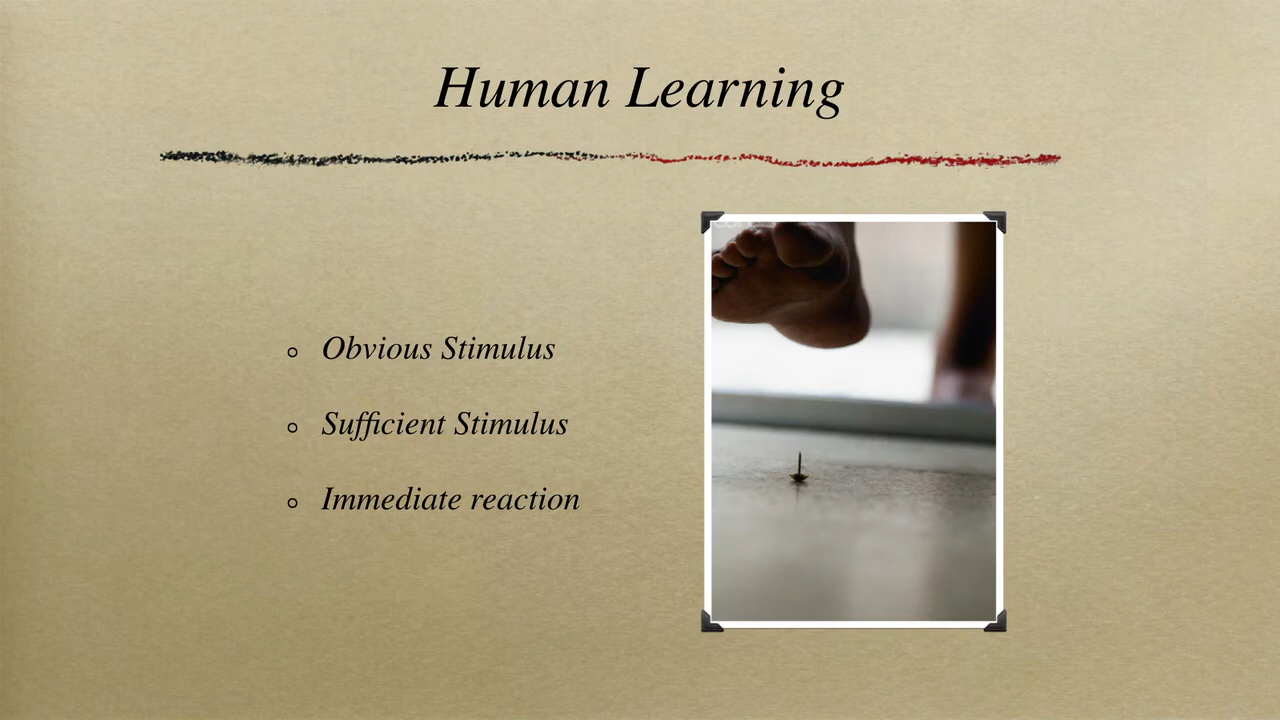 Human Learning
Obvious Stimulus
Sufficient Stimulus
Immediate reaction